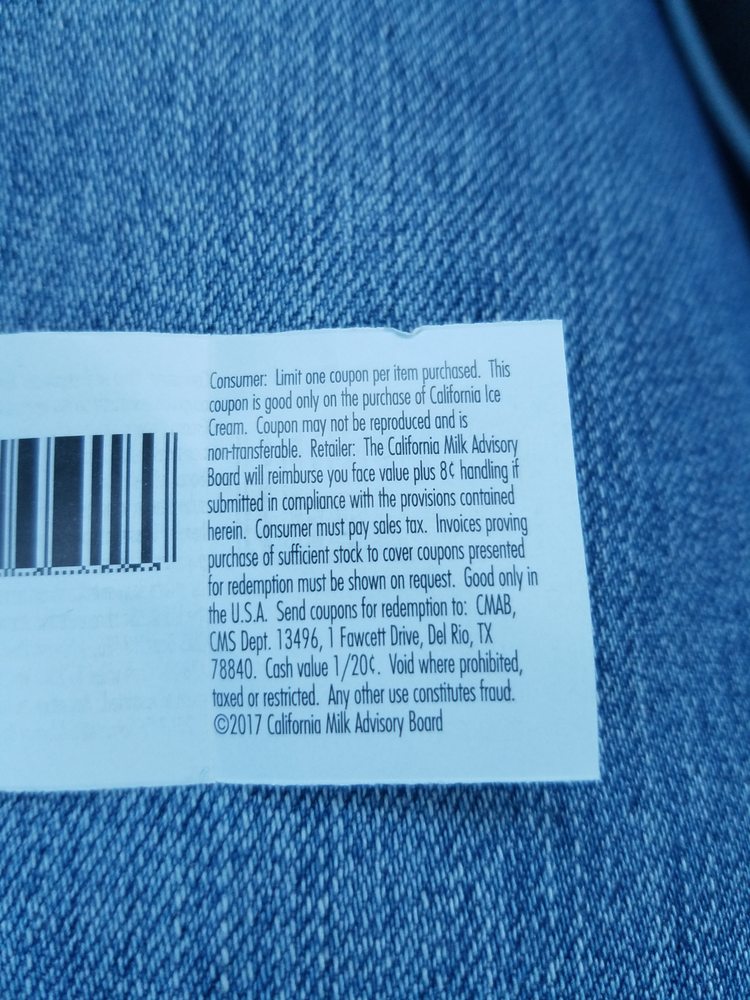 Consumer: Limit one coupon per item purchased. This
coupon is good only on the purchase of California Ice
Cream. Coupon may not be reproduced and is
non-transferable. Retailer: The California Milk Advisory
Board will reimburse you face value plus 8¢ handling if
submitted in compliance with the provisions contained
herein. Consumer must pay sales tax. Invoices proving
purchase of sufficient stock to cover coupons presented
for redemption must be shown on request. Good only in
the U.S.A. Send coupons for redemption to: CMAB,
CMS Dept. 13496, 1 Fawcett Drive, Del Rio, TX
78840. Cash value 1/20¢. Void where prohibited,
taxed or restricted. Any other use constitutes fraud.
©2017 California Milk Advisory Board